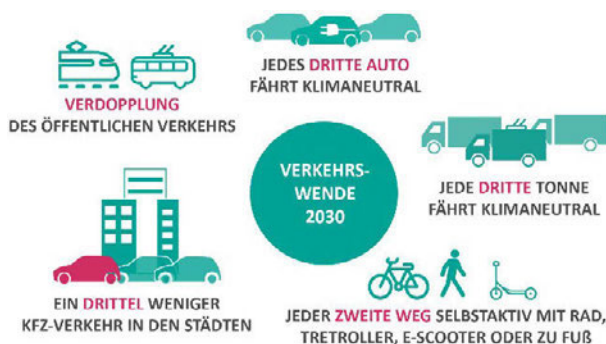 JEDES DRITTE AUTO
FÄHRT KLIMANEUTRAL
VERDOPPLUNG
DES ÖFFENTLICHEN VERKEHRS
VERKEHRS-
WENDE
2030
JEDE DRITTE TONNE
FÄHRT KLIMANEUTRAL
EIN DRITTEL WENIGER
KFZ-VERKEHR IN DEN STÄDTEN
JEDER ZWEITE WEG SELBSTAKTIV MIT RAD,
TRETROLLER, E-SCOOTER ODER ZU FUẞ